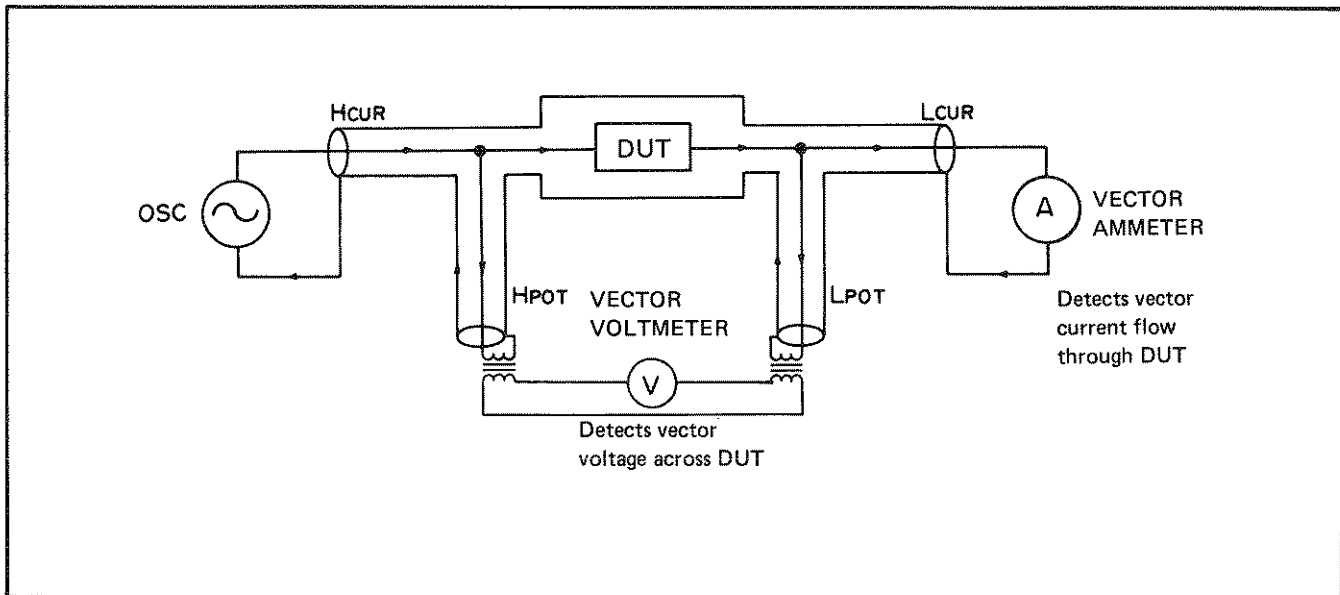 HCUR
LCUR
DUT
OSC
A
VECTOR
AMMETER
HPOT
VECTOR
VOLTMETER
LPOT
Detects vector
current flow
through DUT
V
Detects vector
voltage across DUT